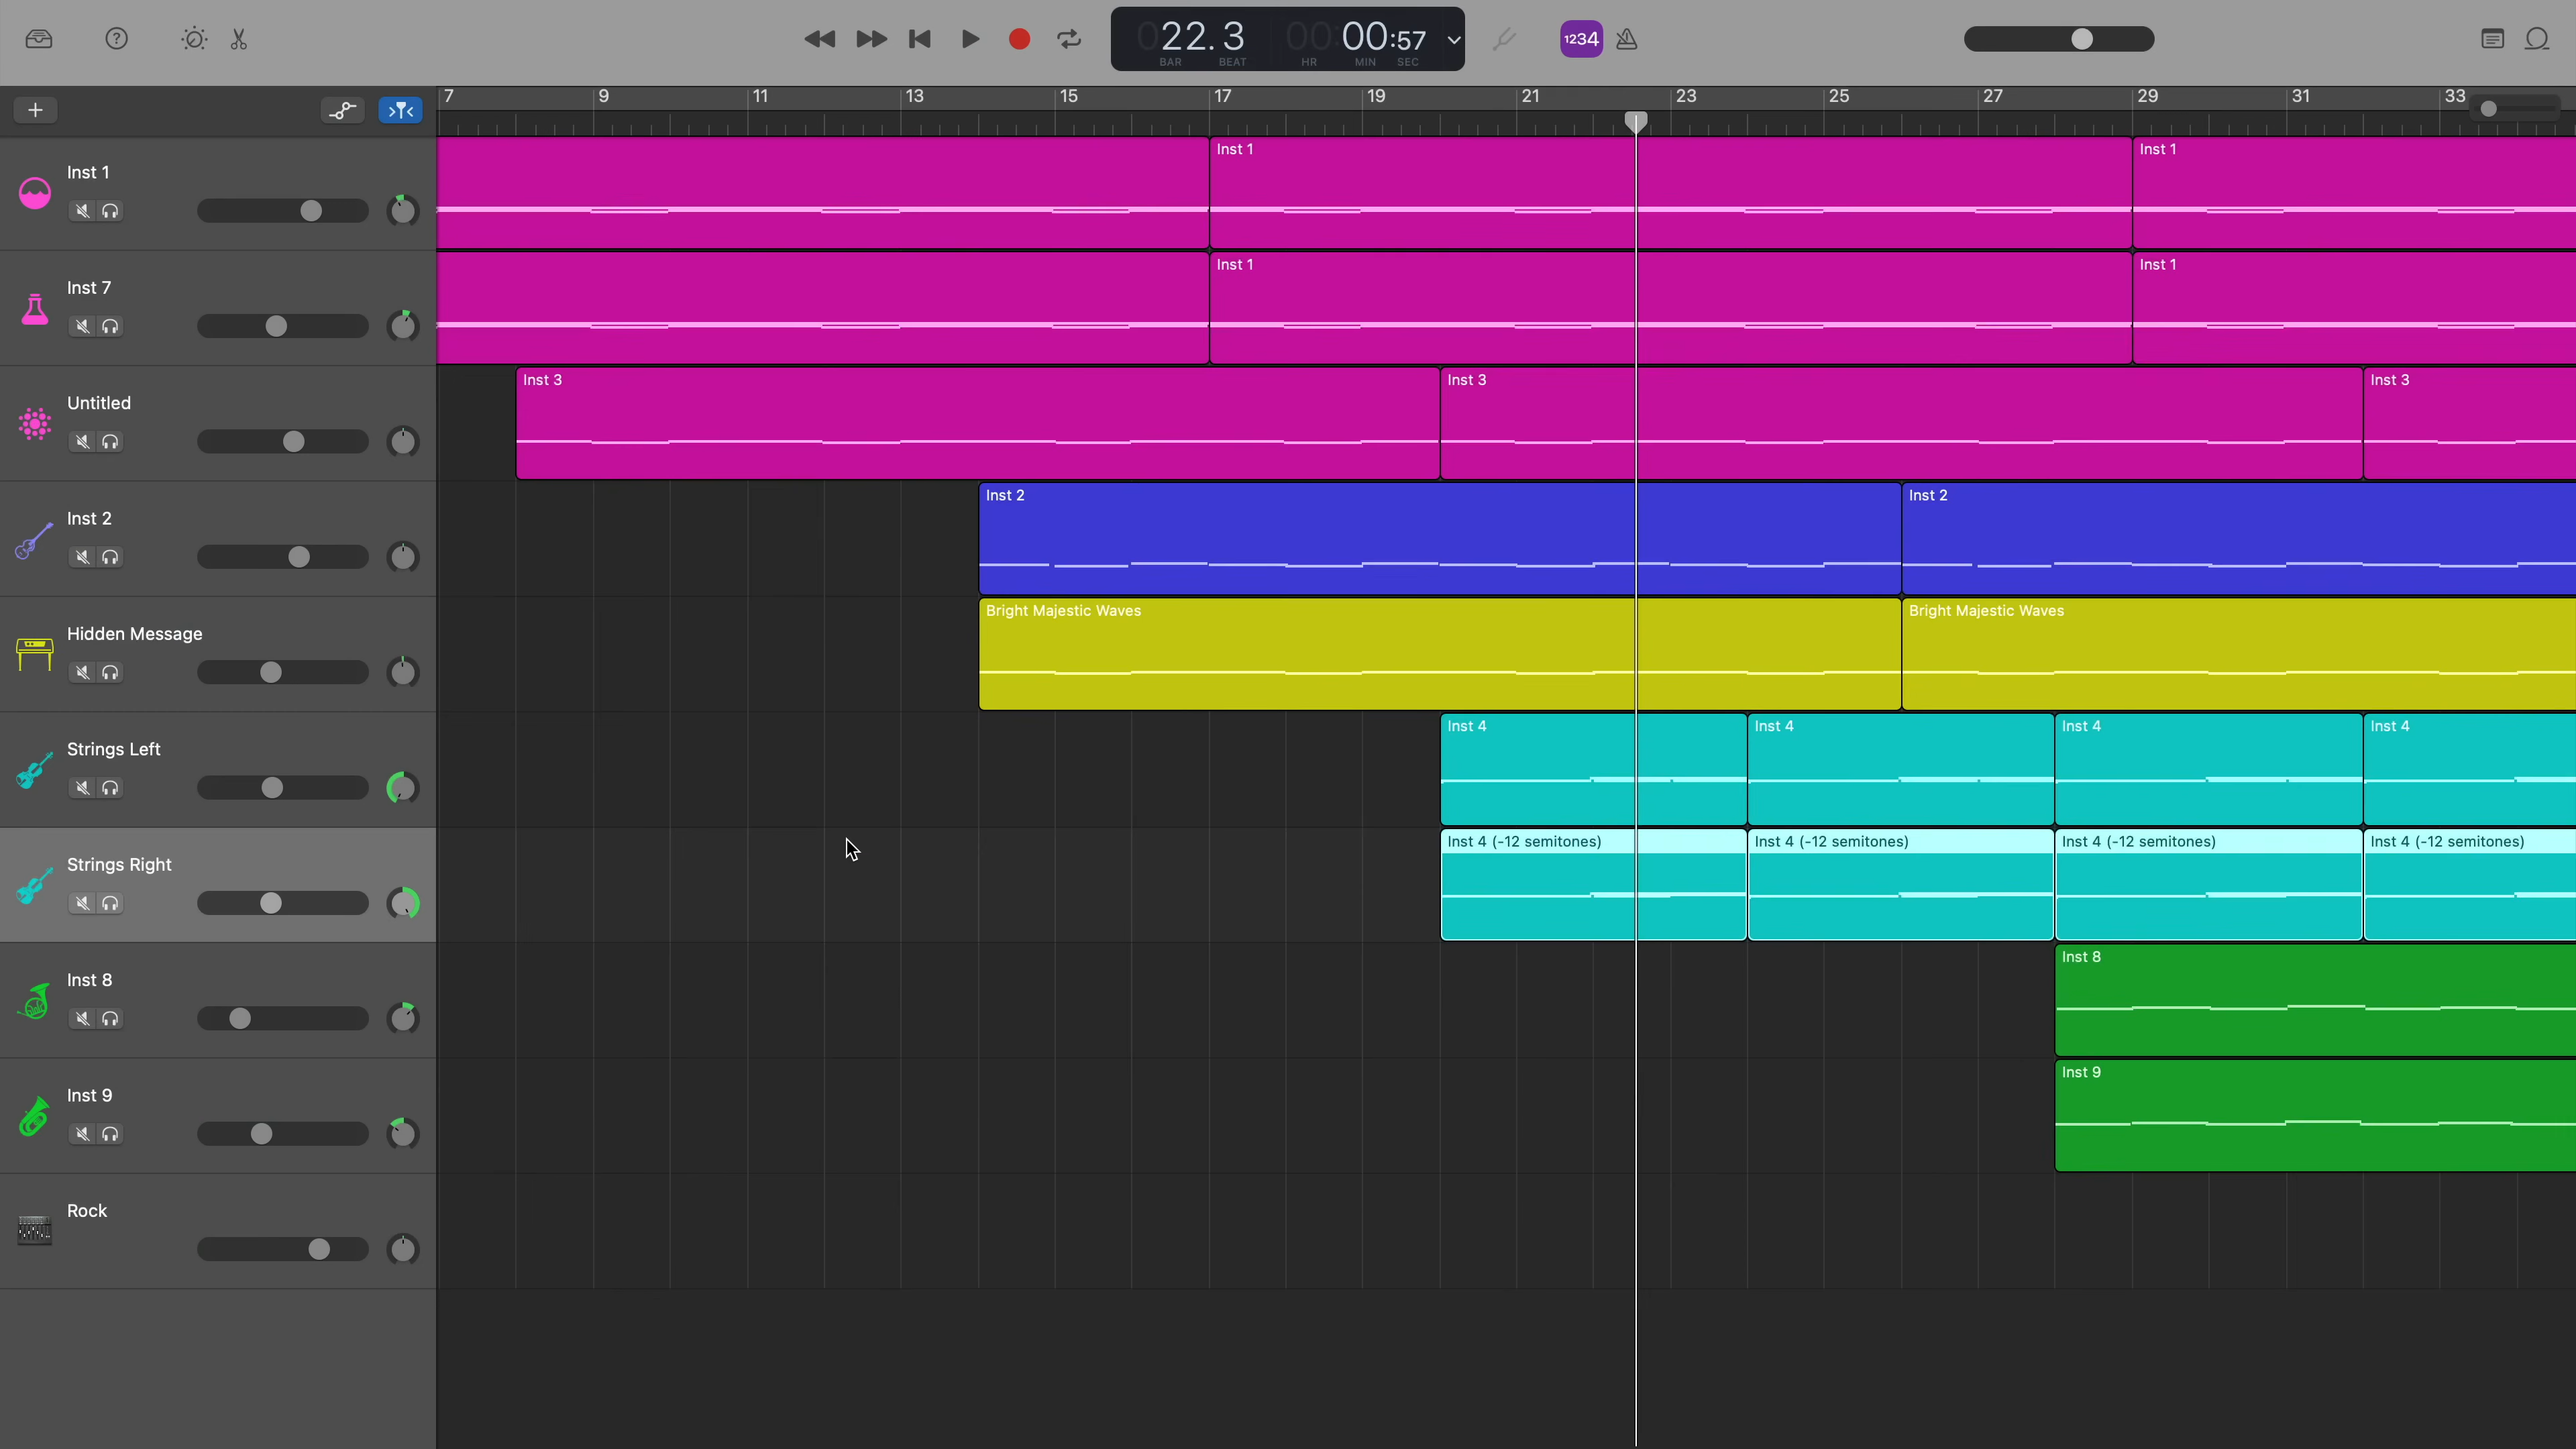 022.3 00:00:57 1234
BAR BEAT HR MIN SEC
7 9 11 13 15 17 19 21 23 25 27 29 31 33
Inst 1 Inst 1 Inst 1
Inst 7 Inst 1 Inst 1
Untitled Inst 3 Inst 3 Inst 3
Inst 2 Inst 2 Inst 2
Hidden Message Bright Majestic Waves Bright Majestic Waves
Strings Left Inst 4 Inst 4 Inst 4 Inst 4
Strings Right Inst 4 (-12 semitones) Inst 4 (-12 semitones) Inst 4 (-12 semitones) Inst 4 (-12 semitones)
Inst 8 Inst 8
Inst 9 Inst 9
Rock